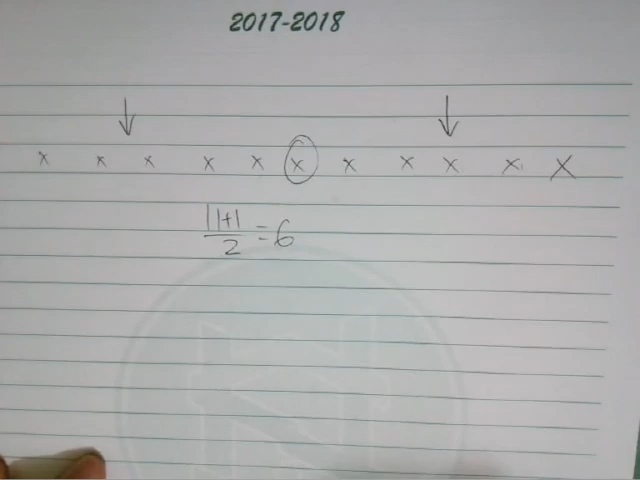 2017-2018
↓ ↓
x x x x x x x x x x x
11+1
2 = 6